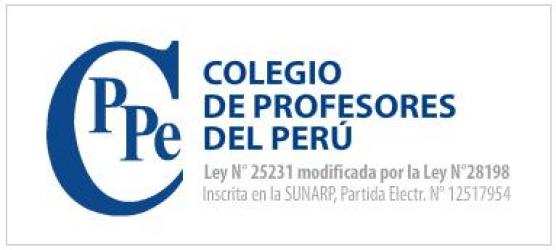 CPPe
COLEGIO
DE PROFESORES
DEL PERÚ
Ley N° 25231 modificada por la Ley N°28198
Inscrita en la SUNARP, Partida Electr. N° 12517954